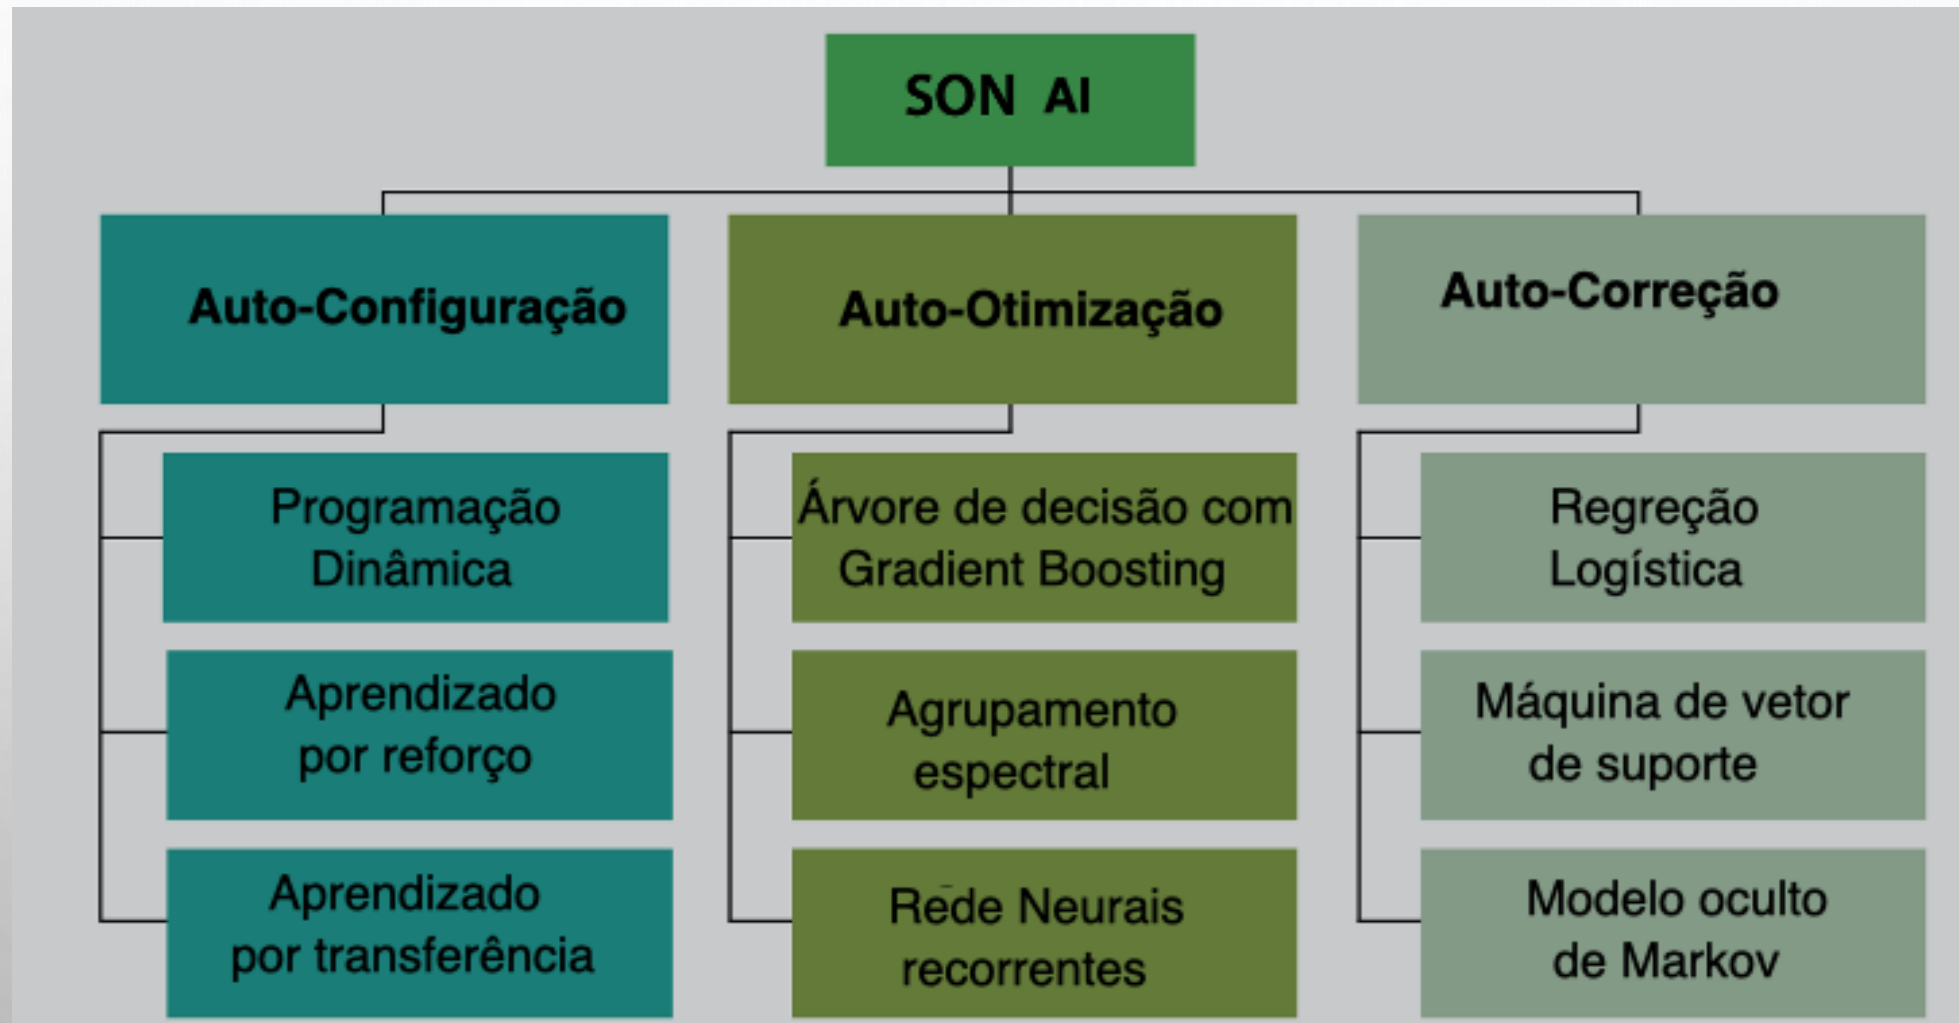 SON AI
Auto-Configuração
Programação
Dinâmica
Aprendizado
por reforço
Aprendizado
por transferência
Auto-Otimização
Árvore de decisão com
Gradient Boosting
Agrupamento
espectral
Rede Neurais
recorrentes
Auto-Correção
Regreção
Logística
Máquina de vetor
de suporte
Modelo oculto
de Markov